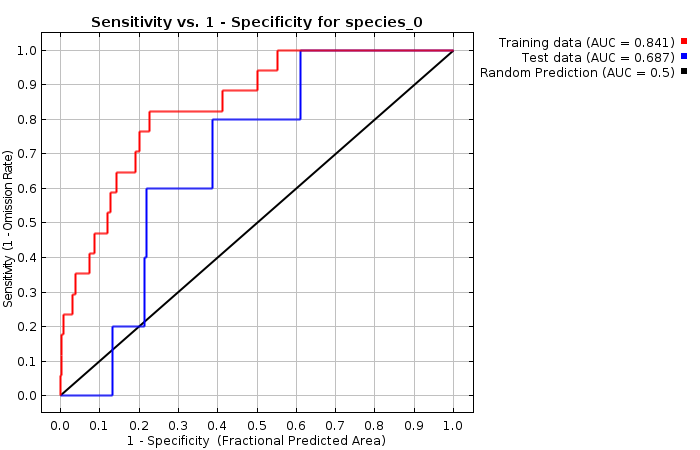 Sensitivity vs. 1 - Specificity for species_0
Training data (AUC = 0.841)
Test data (AUC = 0.687)
Random Prediction (AUC = 0.5)
Sensitivity (1 - Omission Rate)
1.0
0.9
0.8
0.7
0.6
0.5
0.4
0.3
0.2
0.1
0.0
0.0 0.1 0.2 0.3 0.4 0.5 0.6 0.7 0.8 0.9 1.0
1 - Specificity (Fractional Predicted Area)